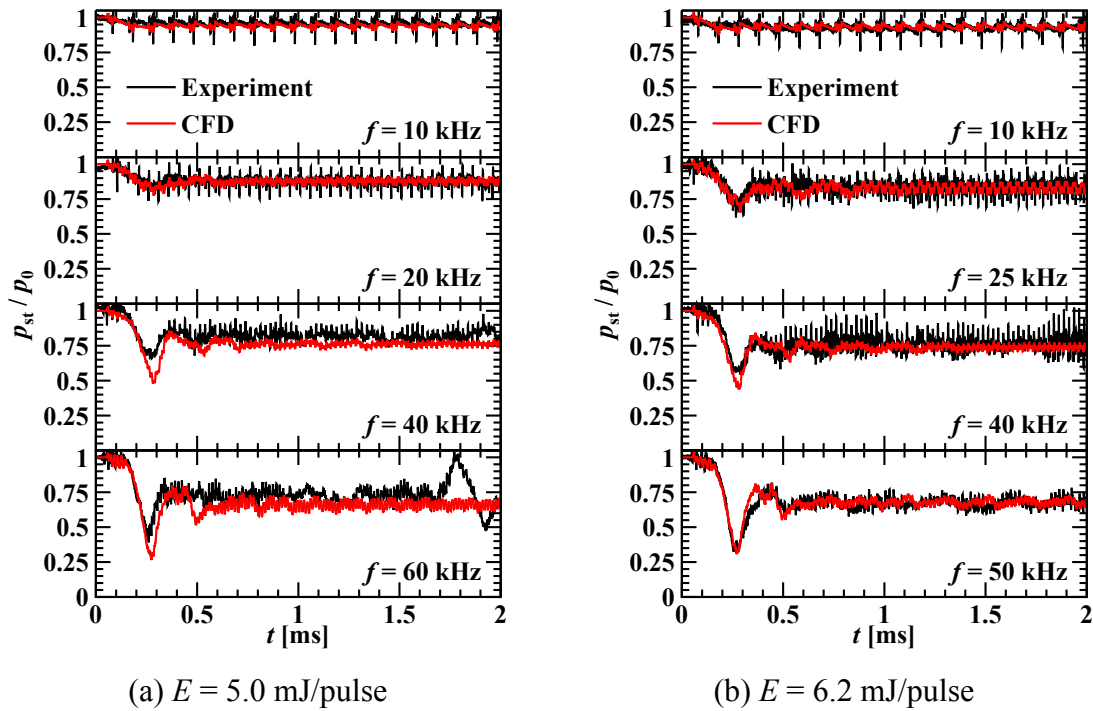 1
0.75
0.5
0.25
Experiment
CFD
f = 10 kHz
1
0.75
0.5
0.25
f = 20 kHz
1
0.75
0.5
0.25
f = 40 kHz
1
0.75
0.5
0.25
0
f = 60 kHz
p_st / p_0
0 0.5 1 1.5 2
t [ms]
(a) E = 5.0 mJ/pulse
1
0.75
0.5
0.25
Experiment
CFD
f = 10 kHz
1
0.75
0.5
0.25
f = 25 kHz
1
0.75
0.5
0.25
f = 40 kHz
1
0.75
0.5
0.25
0
f = 50 kHz
p_st / p_0
0 0.5 1 1.5 2
t [ms]
(b) E = 6.2 mJ/pulse